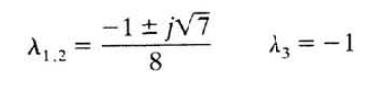 λ₁.₂ = (-1 ± j√7) / 8    λ₃ = -1